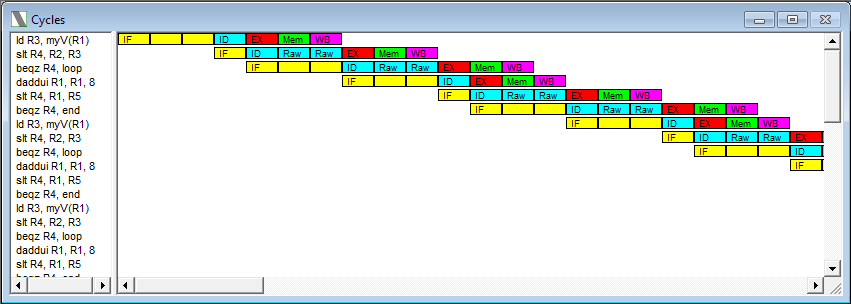 Cycles
ld R3, myV(R1) IF ID EX Mem WB
slt R4, R2, R3 IF ID Raw Raw EX Mem WB
beqz R4, loop IF ID Raw Raw EX Mem WB
daddui R1, R1, 8 IF ID EX Mem WB
slt R4, R1, R5 IF ID Raw Raw EX Mem WB
beqz R4, end IF ID Raw Raw EX Mem WB
ld R3, myV(R1) IF ID EX Mem WB
slt R4, R2, R3 IF ID Raw Raw EX
beqz R4, loop IF ID
daddui R1, R1, 8 IF
slt R4, R1, R5
beqz R4, end
ld R3, myV(R1)
slt R4, R2, R3
beqz R4, loop
daddui R1, R1, 8
slt R4, R1, R5
beqz R4, end